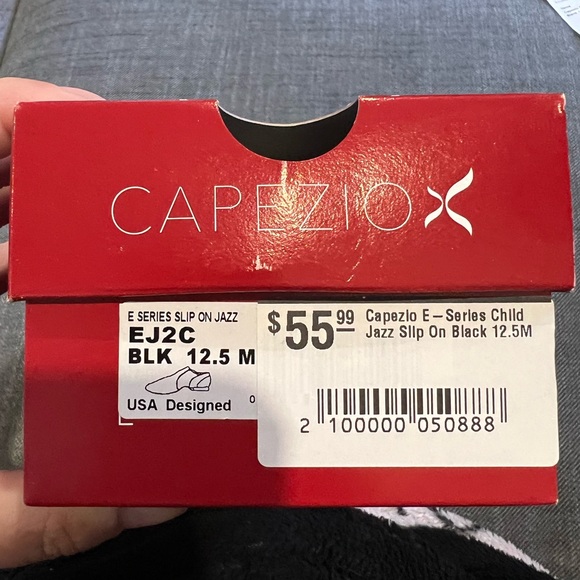 CAPEZIO
E SERIES SLIP ON JAZZ
EJ2C
BLK 12.5 M
USA Designed
$55.99
Capezio E-Series Child
Jazz Slip On Black 12.5M
2 100000 050888